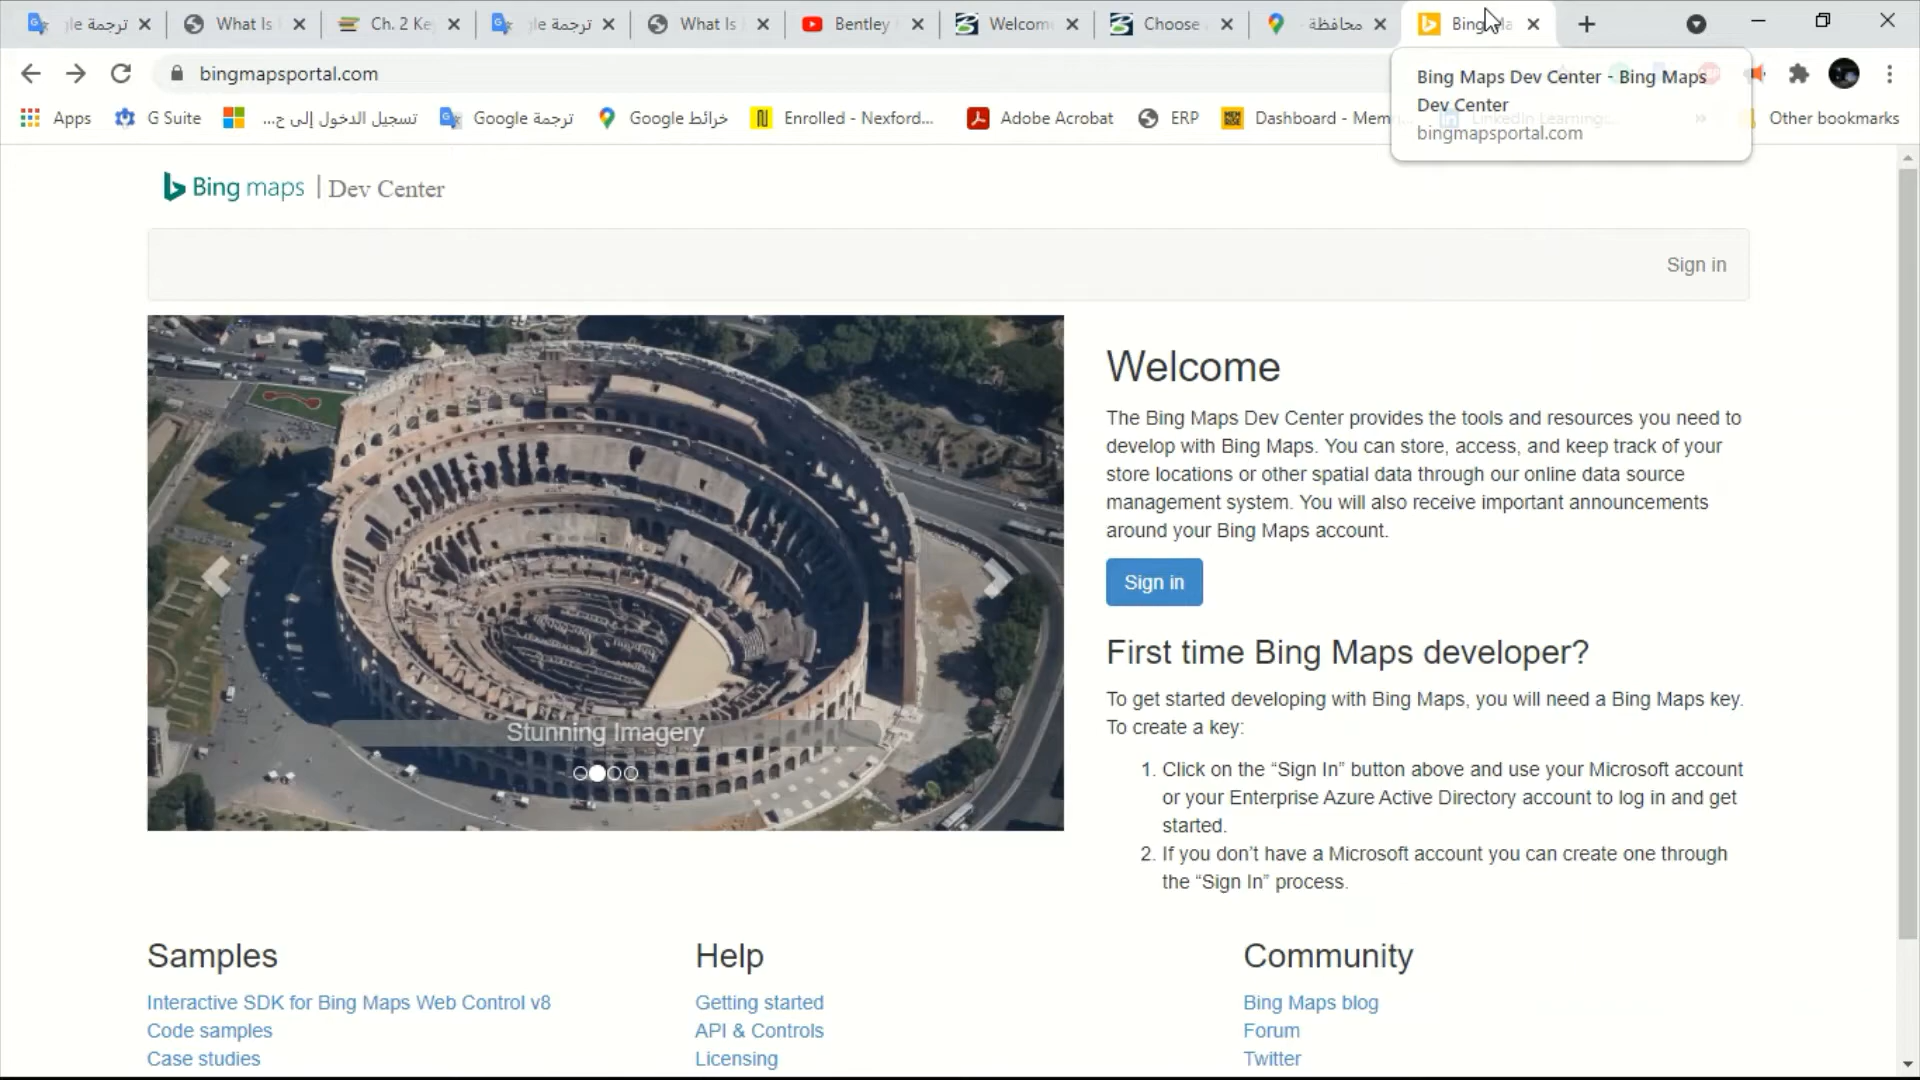 ترجمة le
What Is
Ch. 2 Ke
ترجمة le
What Is
Bentley
Welcom
Choose
محافظة
Bing Ma
bingmapsportal.com
Bing Maps Dev Center - Bing Maps
Dev Center
bingmapsportal.com
Apps
G Suite
تسجيل الدخول إلى ح...
ترجمة Google
خرائط Google
Enrolled - Nexford...
Adobe Acrobat
ERP
Dashboard - Mem
LinkedIn Learning:...
Other bookmarks
Bing maps | Dev Center
Sign in
Stunning Imagery
Welcome
The Bing Maps Dev Center provides the tools and resources you need to
develop with Bing Maps. You can store, access, and keep track of your
store locations or other spatial data through our online data source
management system. You will also receive important announcements
around your Bing Maps account.
Sign in
First time Bing Maps developer?
To get started developing with Bing Maps, you will need a Bing Maps key.
To create a key:
1. Click on the “Sign In” button above and use your Microsoft account
or your Enterprise Azure Active Directory account to log in and get
started.
2. If you don’t have a Microsoft account you can create one through
the “Sign In” process.
Samples
Interactive SDK for Bing Maps Web Control v8
Code samples
Case studies
Help
Getting started
API & Controls
Licensing
Community
Bing Maps blog
Forum
Twitter